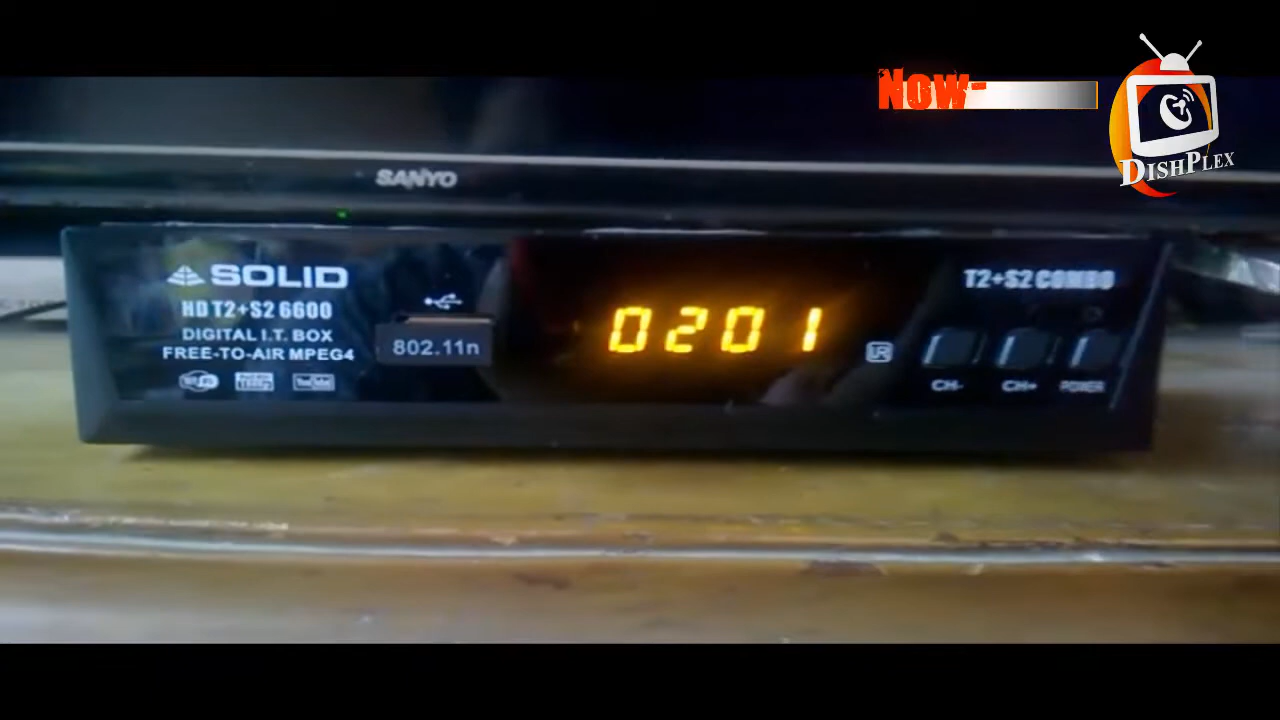 Now-
DISHPLEX
SANYO
SOLID
HD T2+S2 6600
DIGITAL I.T. BOX
FREE-TO-AIR MPEG4
802.11n
0201
T2+S2 COMBO
CH-
CH+
POWER